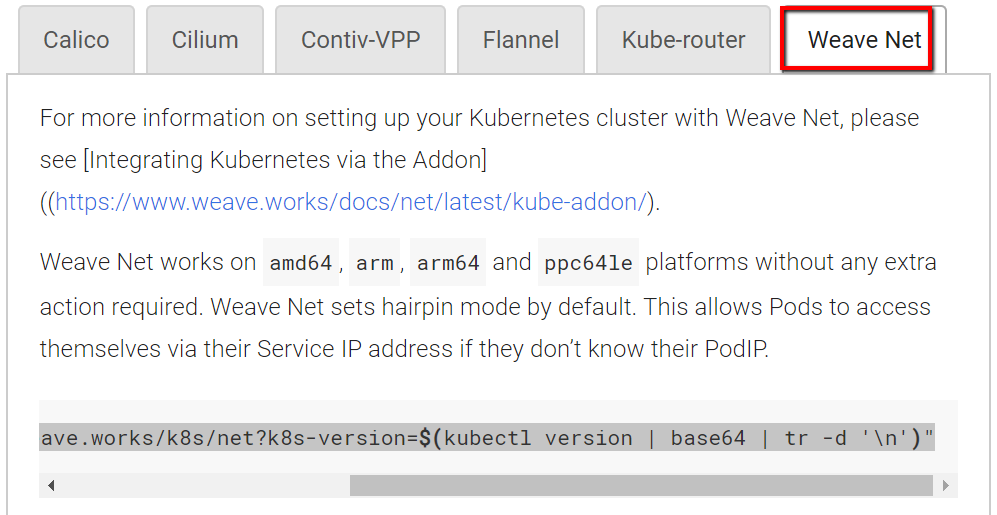 Calico
Cilium
Contiv-VPP
Flannel
Kube-router
Weave Net
For more information on setting up your Kubernetes cluster with Weave Net, please
see [Integrating Kubernetes via the Addon]
((https://www.weave.works/docs/net/latest/kube-addon/).
Weave Net works on amd64, arm, arm64 and ppc64le platforms without any extra
action required. Weave Net sets hairpin mode by default. This allows Pods to access
themselves via their Service IP address if they don’t know their PodIP.
ave.works/k8s/net?k8s-version=$(kubectl version | base64 | tr -d '\n')"